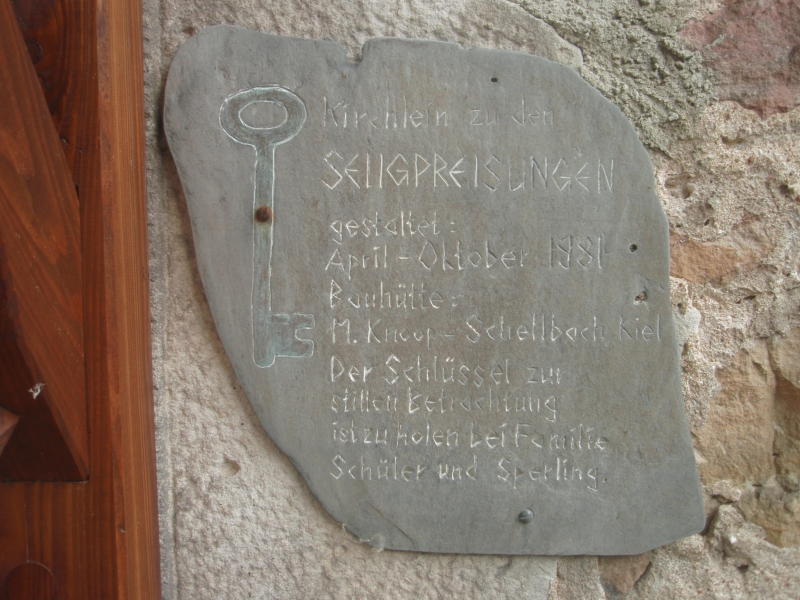 Kirchlein zu den
SELIGPREISUNGEN
gestaltet:
April - Oktober 1981
Bauhütte:
M. Knoop - Schellbach, Kiel
Der Schlüssel zur
stillen Betrachtung
ist zu holen bei Familie
Schüler und Sperling.